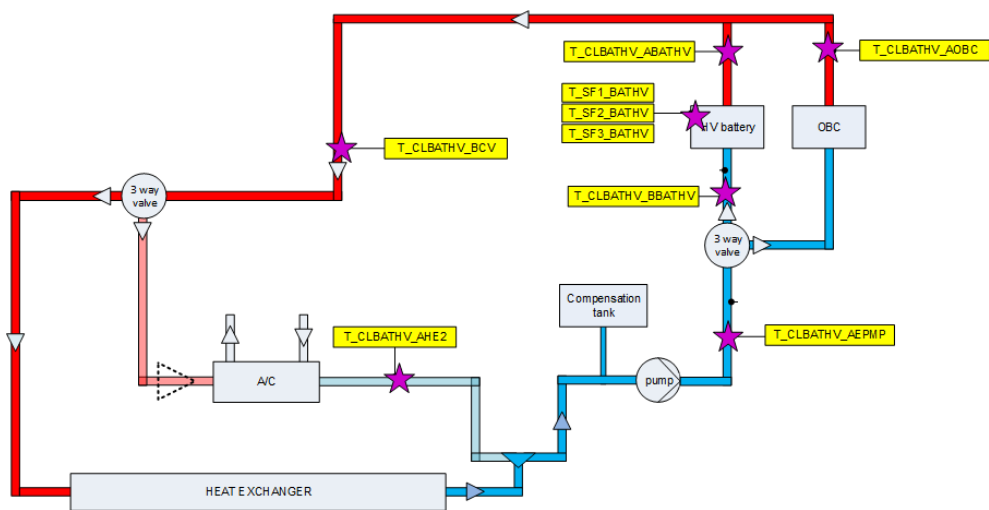 T_CLBATHV_ABATHV
T_CLBATHV_AOBC
T_SF1_BATHV
T_SF2_BATHV
T_SF3_BATHV
HV battery
OBC
T_CLBATHV_BCV
T_CLBATHV_BBATHV
3 way
valve
3 way
valve
Compensation
tank
T_CLBATHV_AHE2
T_CLBATHV_AEPMP
A/C
pump
HEAT EXCHANGER